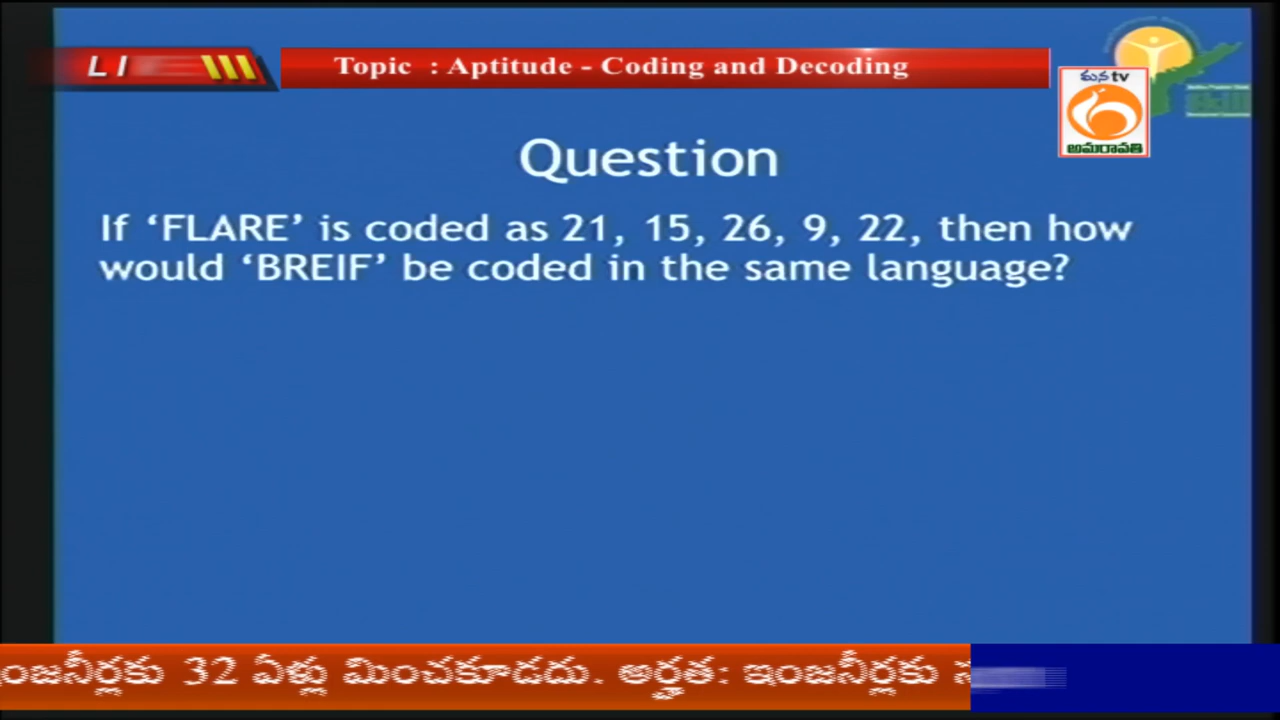 LI
Topic : Aptitude - Coding and Decoding
మన tv
అమరావతి
Question
If ‘FLARE’ is coded as 21, 15, 26, 9, 22, then how
would ‘BREIF’ be coded in the same language?
ఇంజనీర్లకు 32 ఏళ్లు మించకూడదు. అర్హత: ఇంజనీర్లకు